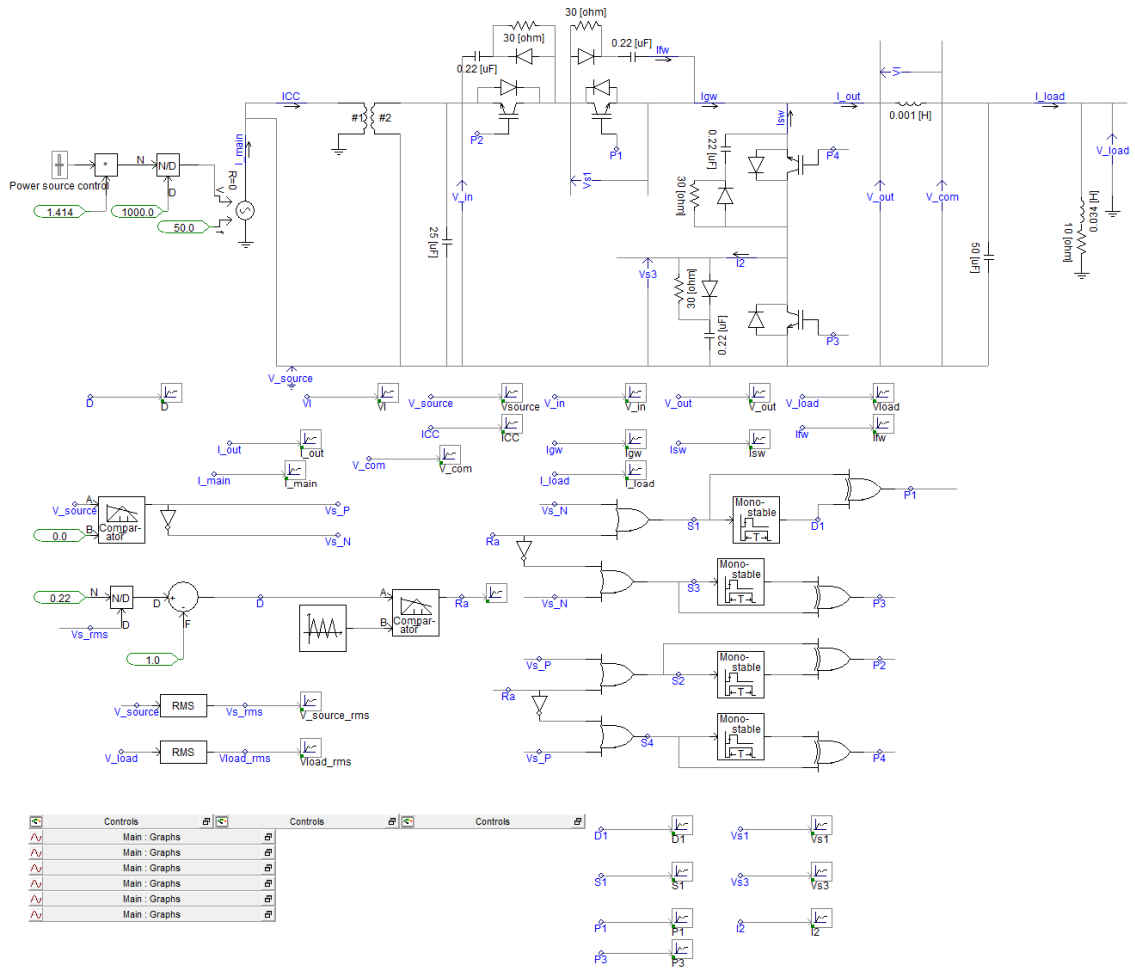 30 [ohm]
30 [ohm]
0.22 [uF]
0.22 [uF]
Ifw
ICC
#1
#2
P2
P1
Igw
I_out
VI
0.001 [H]
I_load
V_load
Isw
P4
0.22 [uF]
30 [ohm]
Vs1
V_in
V_out
V_com
I_main
R=0
V
f
Power source control
*
N
N/D
D
1.414
1000.0
50.0
25 [uF]
Vs3
I2
30 [ohm]
0.22 [uF]
P3
50 [uF]
0.034 [H]
10 [ohm]
V_source
D
D
VI
VI
V_source
Vsource
V_in
V_in
V_out
V_out
V_load
Vload
ICC
ICC
Ifw
Ifw
I_out
I_out
V_com
V_com
Igw
Igw
Isw
Isw
I_main
I_main
I_load
I_load
V_source
A
B
Compar-
ator
0.0
Vs_P
Vs_N
Vs_N
Ra
S1
Mono-
stable
T
D1
P1
Vs_N
S3
Mono-
stable
T
P3
0.22
N
N/D
D
D
+
-
F
Vs_rms
1.0
D
A
B
Compar-
ator
Ra
Vs_P
Ra
S2
Mono-
stable
T
P2
Vs_P
S4
Mono-
stable
T
P4
V_source
RMS
Vs_rms
V_source_rms
V_load
RMS
Vload_rms
Vload_rms
Controls
Controls
Controls
Main : Graphs
Main : Graphs
Main : Graphs
Main : Graphs
Main : Graphs
Main : Graphs
D1
D1
Vs1
Vs1
S1
S1
Vs3
Vs3
P1
P1
I2
I2
P3
P3